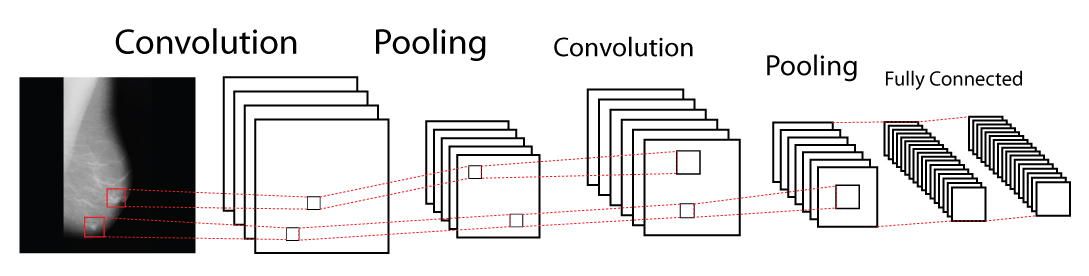 Convolution
Pooling
Convolution
Pooling
Fully Connected